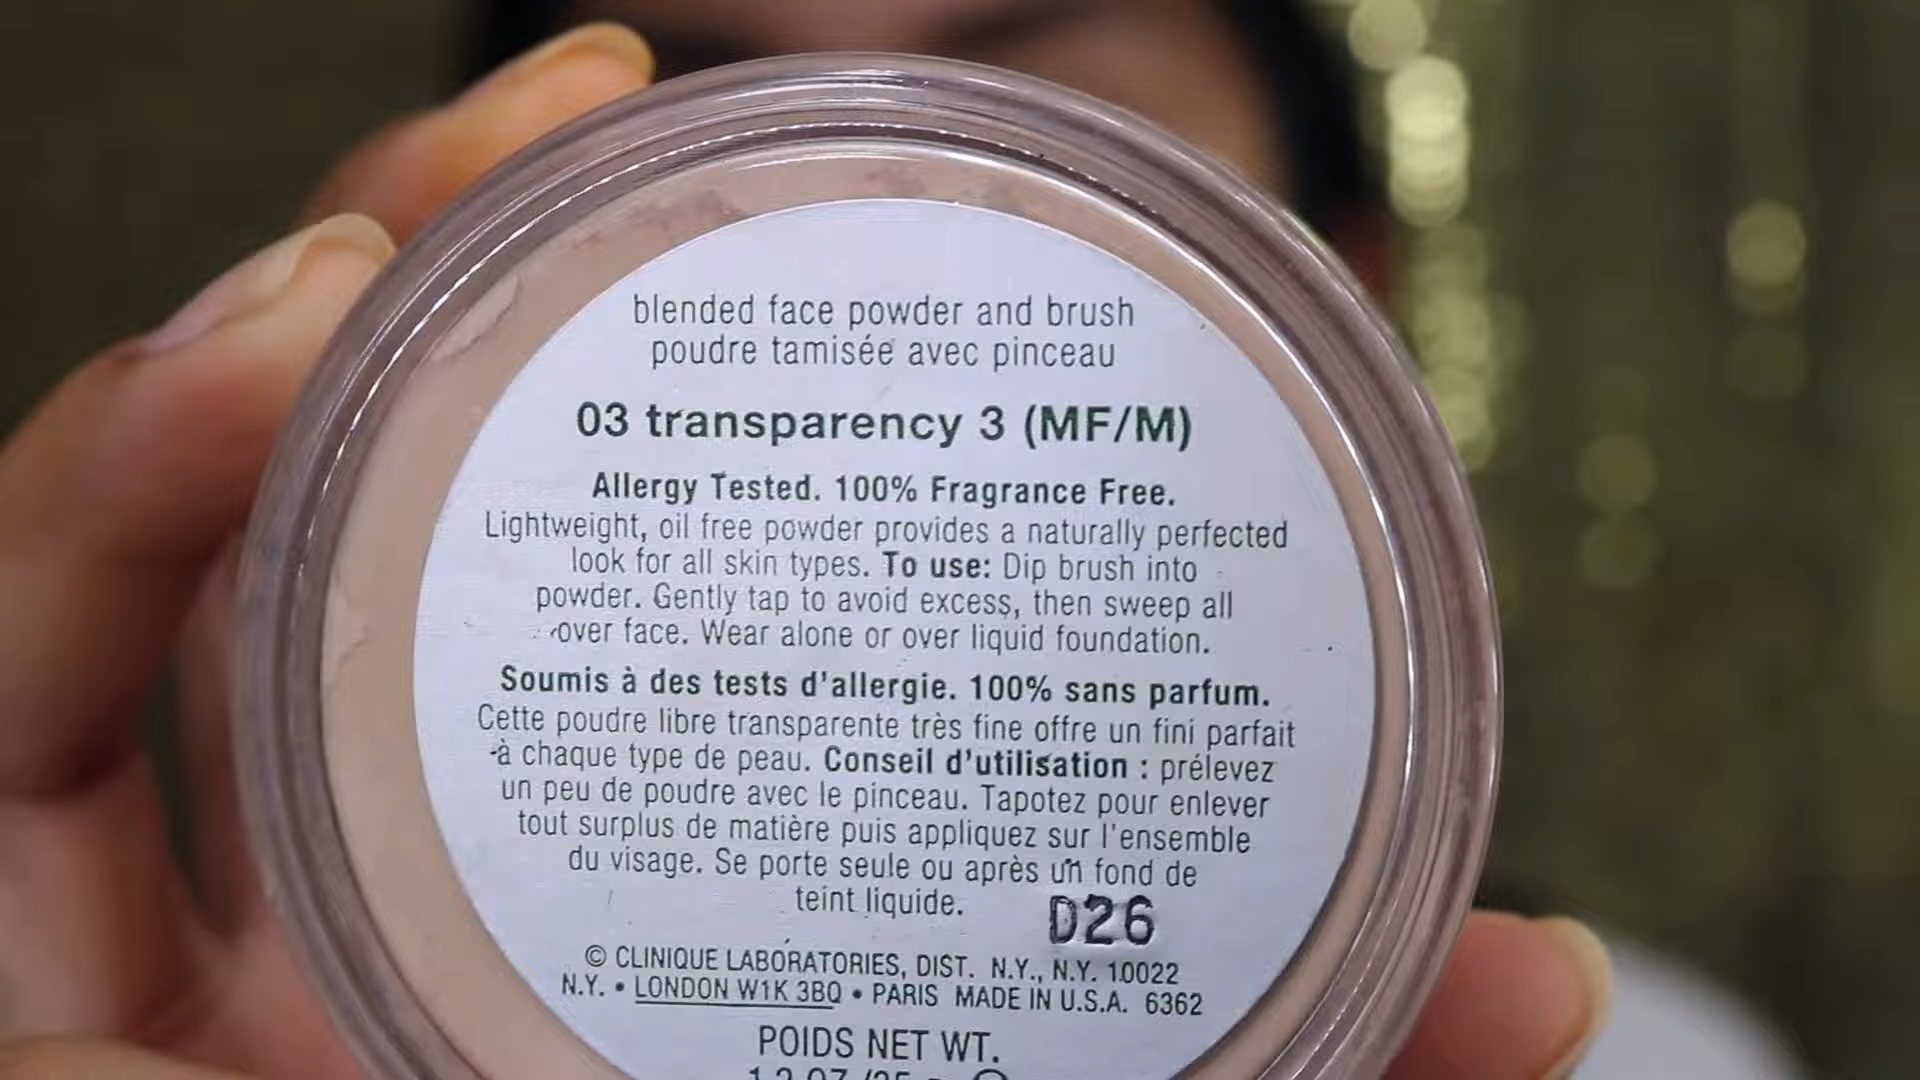 blended face powder and brush
poudre tamisée avec pinceau
03 transparency 3 (MF/M)
Allergy Tested. 100% Fragrance Free.
Lightweight, oil free powder provides a naturally perfected
look for all skin types. To use: Dip brush into
powder. Gently tap to avoid excess, then sweep all
over face. Wear alone or over liquid foundation.
Soumis à des tests d'allergie. 100% sans parfum.
Cette poudre libre transparente très fine offre un fini parfait
à chaque type de peau. Conseil d'utilisation : prélevez
un peu de poudre avec le pinceau. Tapotez pour enlever
tout surplus de matière puis appliquez sur l'ensemble
du visage. Se porte seule ou après un fond de
teint liquide.
D26
© CLINIQUE LABORATORIES, DIST. N.Y., N.Y. 10022
N.Y. • LONDON W1K 3BQ • PARIS MADE IN U.S.A. 6362
POIDS NET WT.